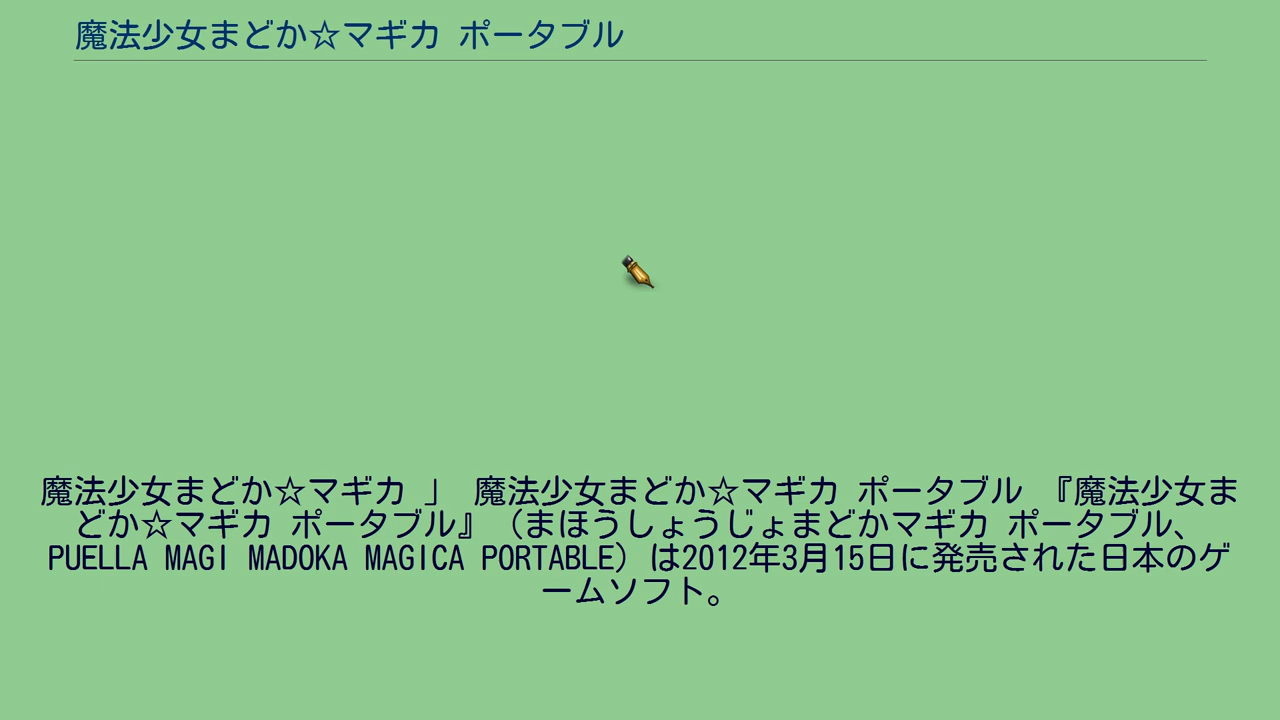 魔法少女まどか☆マギカ ポータブル
魔法少女まどか☆マギカ 」 魔法少女まどか☆マギカ ポータブル 『魔法少女ま
どか☆マギカ ポータブル』（まほうしょうじょまどかマギカ ポータブル、
PUELLA MAGI MADOKA MAGICA PORTABLE）は2012年3月15日に発売された日本のゲ
ームソフト。